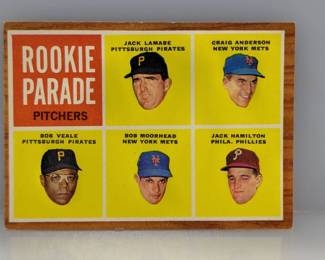 ROOKIE
PARADE
PITCHERS
JACK LAMABE
PITTSBURGH PIRATES
CRAIG ANDERSON
NEW YORK METS
BOB VEALE
PITTSBURGH PIRATES
BOB MOORHEAD
NEW YORK METS
JACK HAMILTON
PHILA. PHILLIES